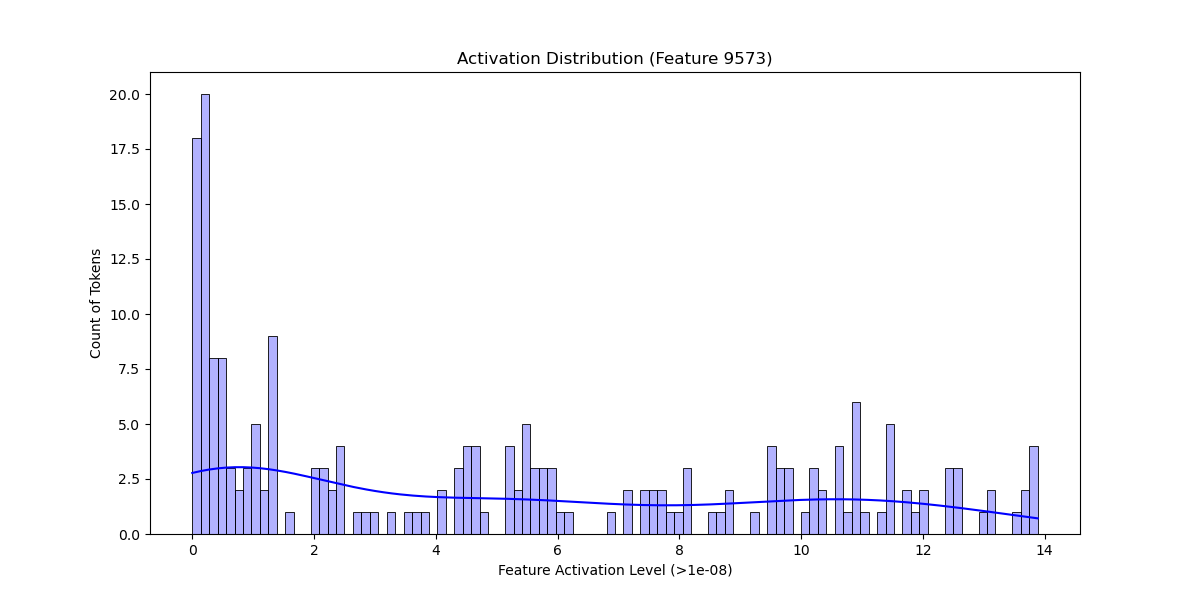 Activation Distribution (Feature 9573)
20.0
17.5
15.0
12.5
10.0
7.5
5.0
2.5
0.0
Count of Tokens
0 2 4 6 8 10 12 14
Feature Activation Level (>1e-08)